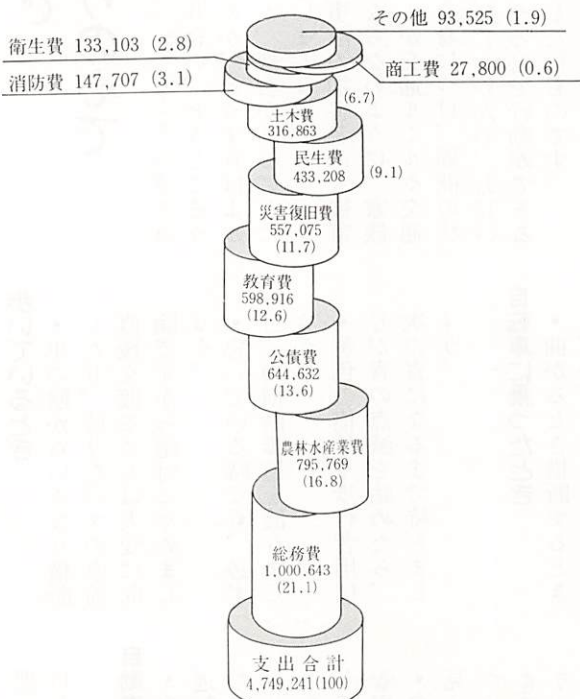 その他 93,525 (1.9)
衛生費 133,103 (2.8)
商工費 27,800 (0.6)
消防費 147,707 (3.1)
(6.7)
土木費
316,863
民生費
433,208
(9.1)
災害復旧費
557,075
(11.7)
教育費
598,916
(12.6)
公債費
644,632
(13.6)
農林水産業費
795,769
(16.8)
総務費
1,000,643
(21.1)
支出合計
4,749,241(100)